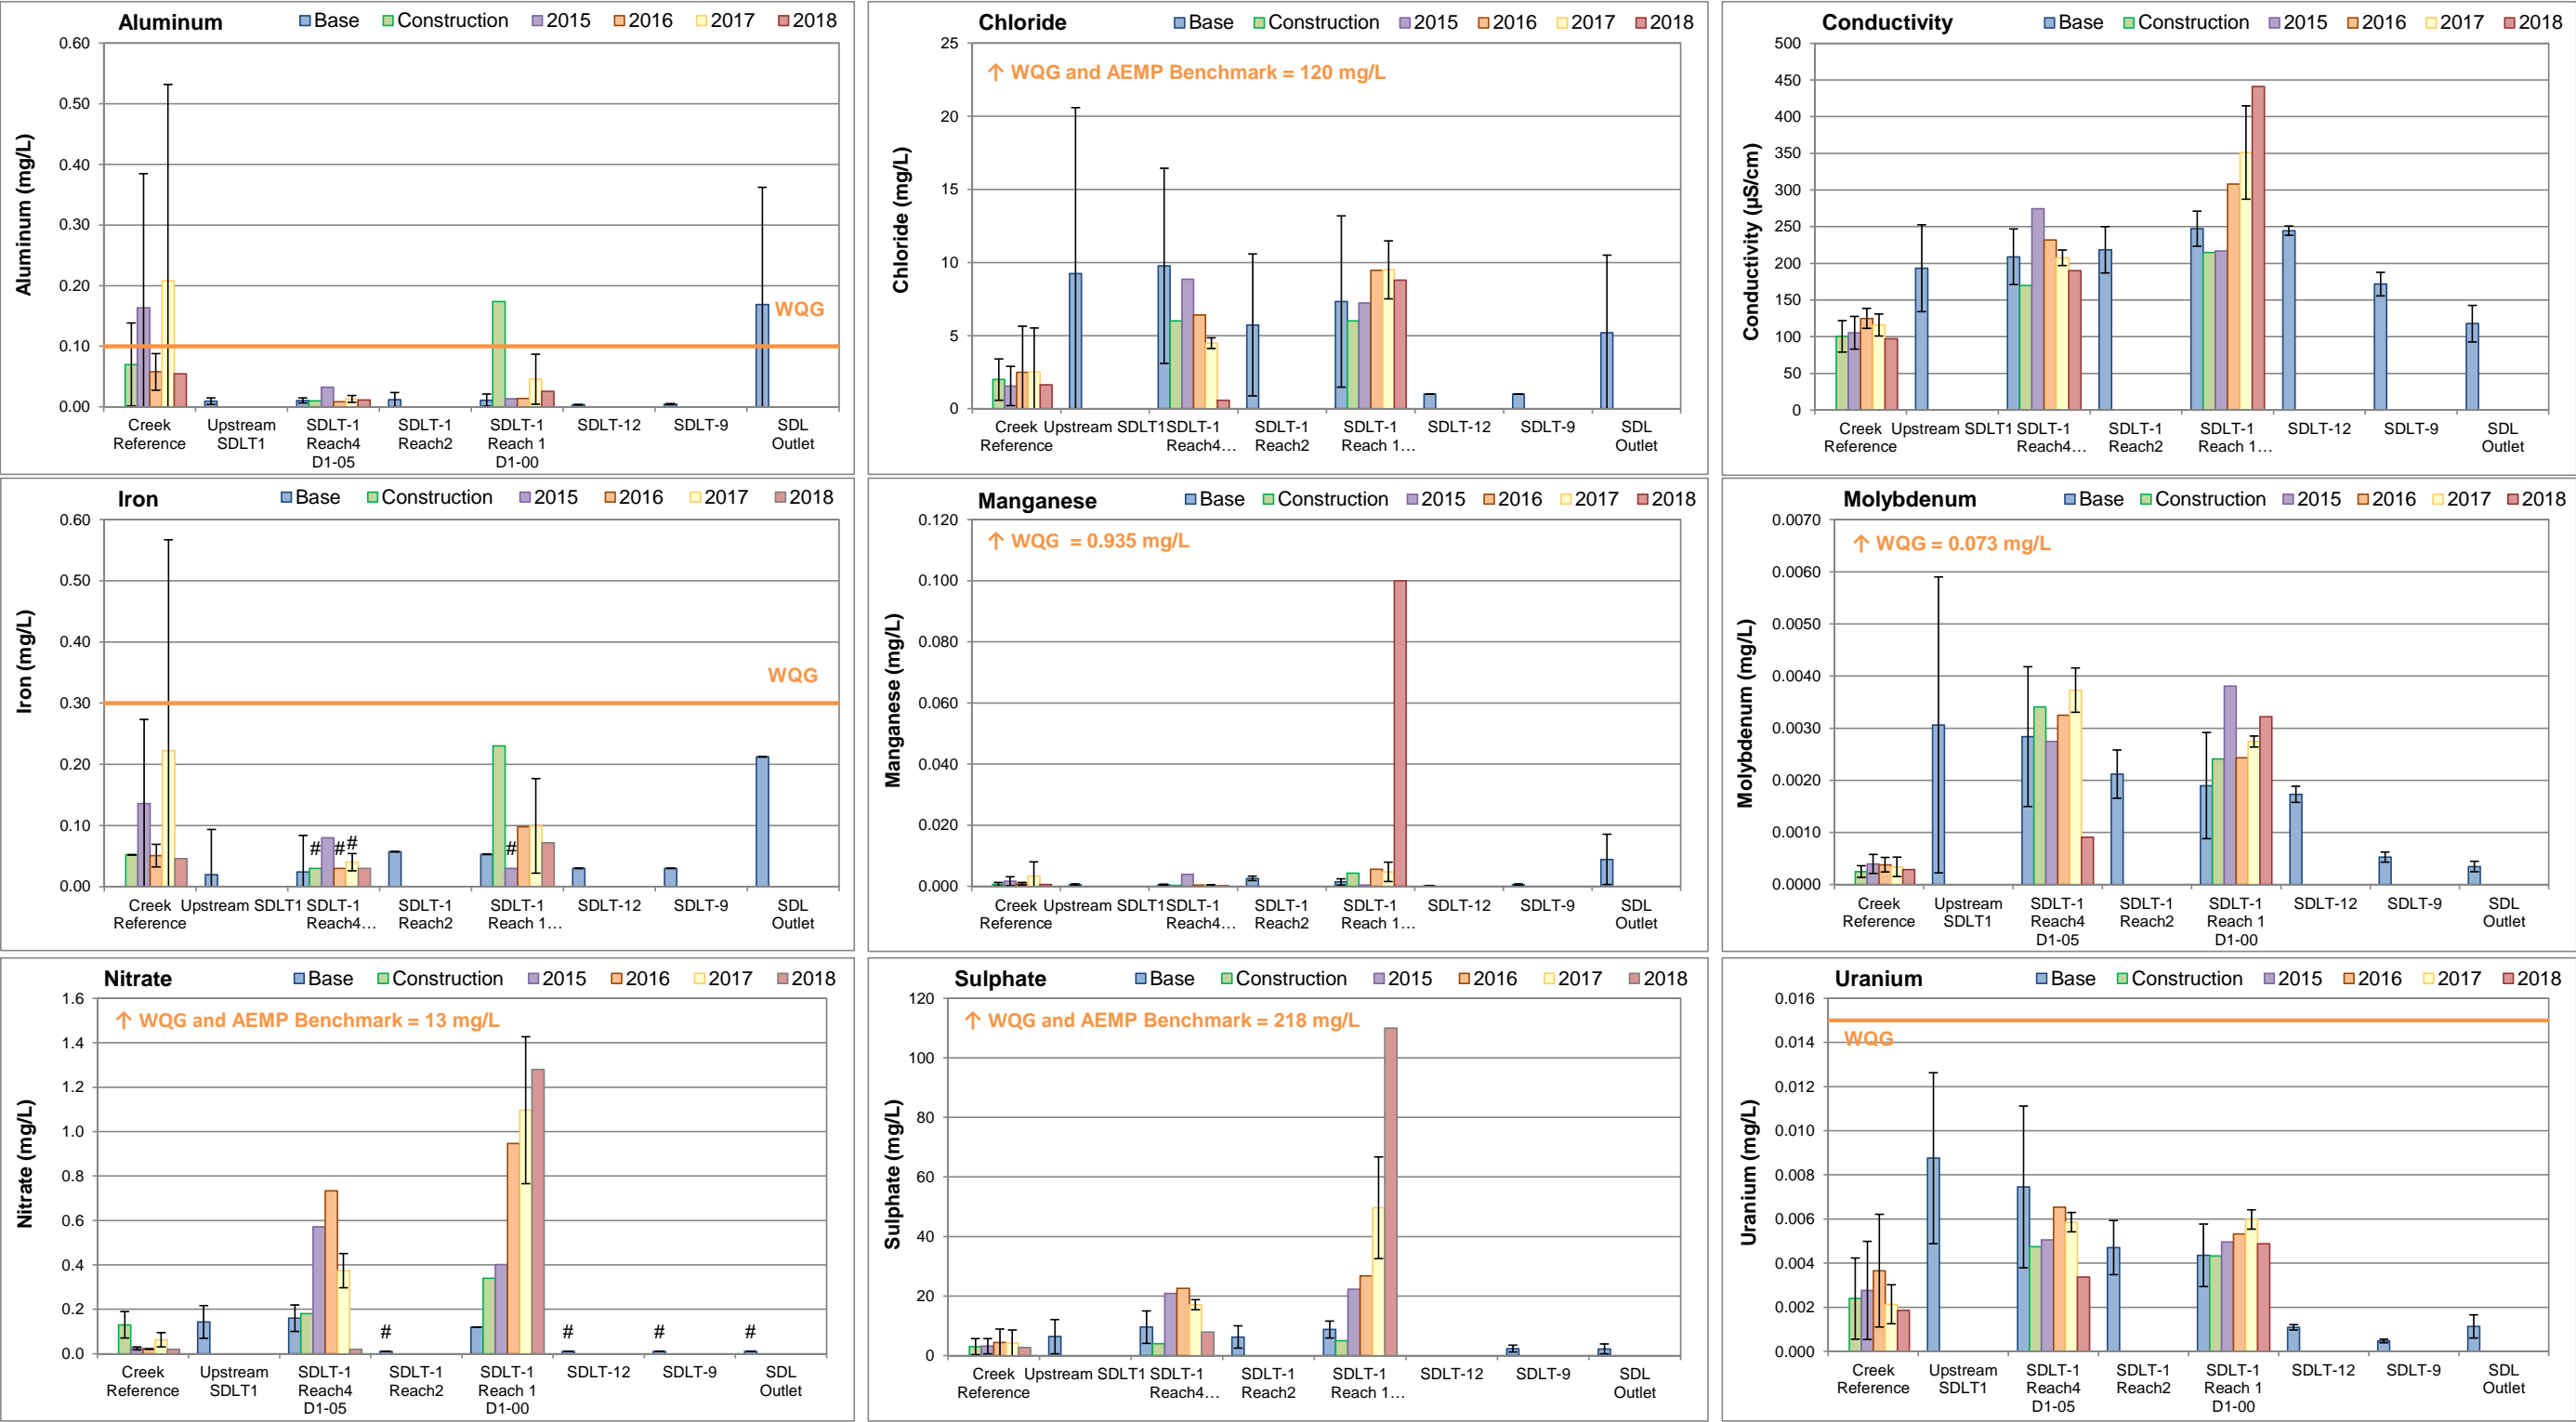 Aluminum
Base Construction 2015 2016 2017 2018
0.60
0.50
0.40
0.30
0.20
0.10
0.00
Aluminum (mg/L)
WQG
Creek Reference
Upstream SDLT1
SDLT-1 Reach4 D1-05
SDLT-1 Reach2
SDLT-1 Reach 1 D1-00
SDLT-12
SDLT-9
SDL Outlet
Chloride
Base Construction 2015 2016 2017 2018
↑ WQG and AEMP Benchmark = 120 mg/L
25
20
15
10
5
0
Chloride (mg/L)
Creek Reference
Upstream SDLT1
SDLT-1 Reach4...
SDLT-1 Reach2
SDLT-1 Reach 1...
SDLT-12
SDLT-9
SDL Outlet
Conductivity
Base Construction 2015 2016 2017 2018
500
450
400
350
300
250
200
150
100
50
0
Conductivity (µS/cm)
Creek Reference
Upstream SDLT1
SDLT-1 Reach4...
SDLT-1 Reach2
SDLT-1 Reach 1...
SDLT-12
SDLT-9
SDL Outlet
Iron
Base Construction 2015 2016 2017 2018
0.60
0.50
0.40
0.30
0.20
0.10
0.00
Iron (mg/L)
WQG
# # #
#
Creek Reference
Upstream SDLT1
SDLT-1 Reach4...
SDLT-1 Reach2
SDLT-1 Reach 1...
SDLT-12
SDLT-9
SDL Outlet
Manganese
Base Construction 2015 2016 2017 2018
↑ WQG = 0.935 mg/L
0.120
0.100
0.080
0.060
0.040
0.020
0.000
Manganese (mg/L)
Creek Reference
Upstream SDLT1
SDLT-1 Reach4...
SDLT-1 Reach2
SDLT-1 Reach 1...
SDLT-12
SDLT-9
SDL Outlet
Molybdenum
Base Construction 2015 2016 2017 2018
↑ WQG = 0.073 mg/L
0.0070
0.0060
0.0050
0.0040
0.0030
0.0020
0.0010
0.0000
Molybdenum (mg/L)
Creek Reference
Upstream SDLT1
SDLT-1 Reach4 D1-05
SDLT-1 Reach2
SDLT-1 Reach 1 D1-00
SDLT-12
SDLT-9
SDL Outlet
Nitrate
Base Construction 2015 2016 2017 2018
↑ WQG and AEMP Benchmark = 13 mg/L
1.6
1.4
1.2
1.0
0.8
0.6
0.4
0.2
0.0
Nitrate (mg/L)
# # # #
Creek Reference
Upstream SDLT1
SDLT-1 Reach4 D1-05
SDLT-1 Reach2
SDLT-1 Reach 1 D1-00
SDLT-12
SDLT-9
SDL Outlet
Sulphate
Base Construction 2015 2016 2017 2018
↑ WQG and AEMP Benchmark = 218 mg/L
120
100
80
60
40
20
0
Sulphate (mg/L)
Creek Reference
Upstream SDLT1
SDLT-1 Reach4...
SDLT-1 Reach2
SDLT-1 Reach 1...
SDLT-12
SDLT-9
SDL Outlet
Uranium
Base Construction 2015 2016 2017 2018
0.016
0.014
0.012
0.010
0.008
0.006
0.004
0.002
0.000
Uranium (mg/L)
WQG
Creek Reference
Upstream SDLT1
SDLT-1 Reach4 D1-05
SDLT-1 Reach2
SDLT-1 Reach 1 D1-00
SDLT-12
SDLT-9
SDL Outlet